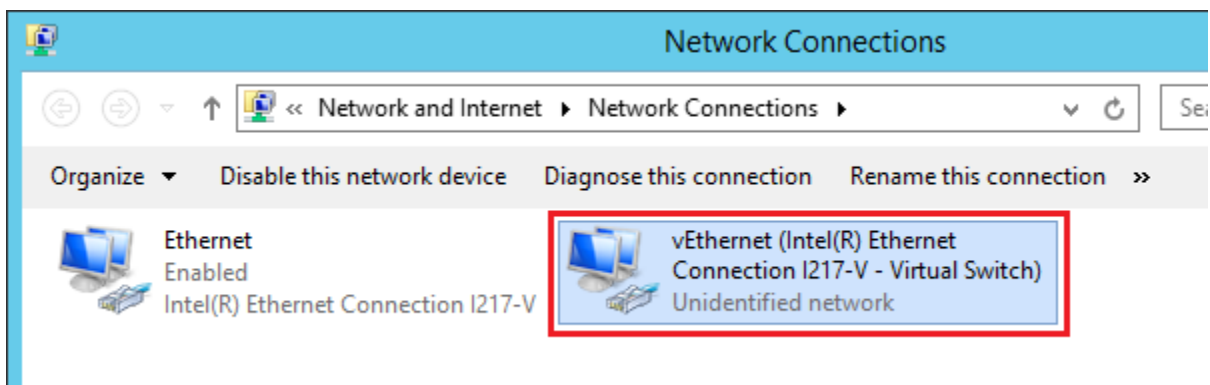 Network Connections
« Network and Internet ▸ Network Connections ▸
Organize ▾ Disable this network device Diagnose this connection Rename this connection »
Ethernet
Enabled
Intel(R) Ethernet Connection I217-V
vEthernet (Intel(R) Ethernet
Connection I217-V - Virtual Switch)
Unidentified network